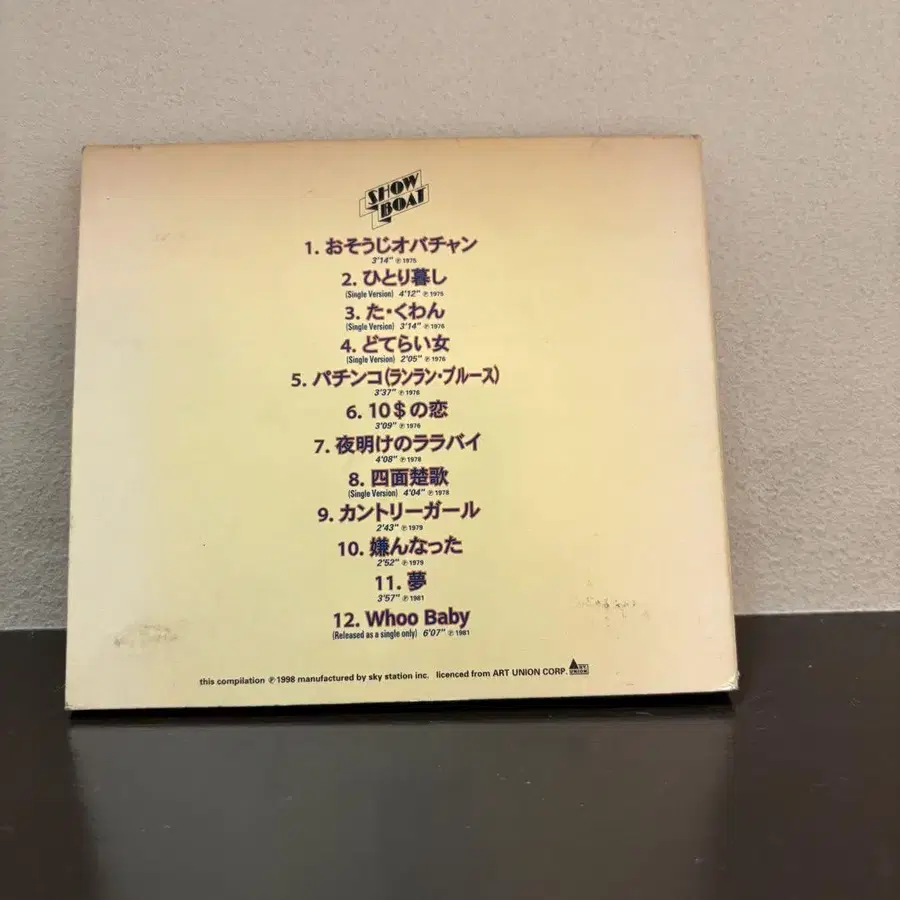 SHOW
BOAT
1. おそうじオバチャン
3'14" ℗ 1975
2. ひとり暮し
(Single Version) 4'12" ℗ 1975
3. た・くわん
(Single Version) 3'14" ℗ 1976
4. どてらい女
(Single Version) 2'05" ℗ 1976
5. パチンコ(ランラン・ブルース)
3'37" ℗ 1976
6. 10$の恋
3'09" ℗ 1976
7. 夜明けのララバイ
4'08" ℗ 1978
8. 四面楚歌
(Single Version) 4'04" ℗ 1978
9. カントリーガール
2'43" ℗ 1979
10. 嫌んなった
2'52" ℗ 1979
11. 夢
3'57" ℗ 1981
12. Whoo Baby
(Released as a single only) 6'07" ℗ 1981
this compilation ℗ 1998 manufactured by sky station inc. licenced from ART UNION CORP. ART UNION